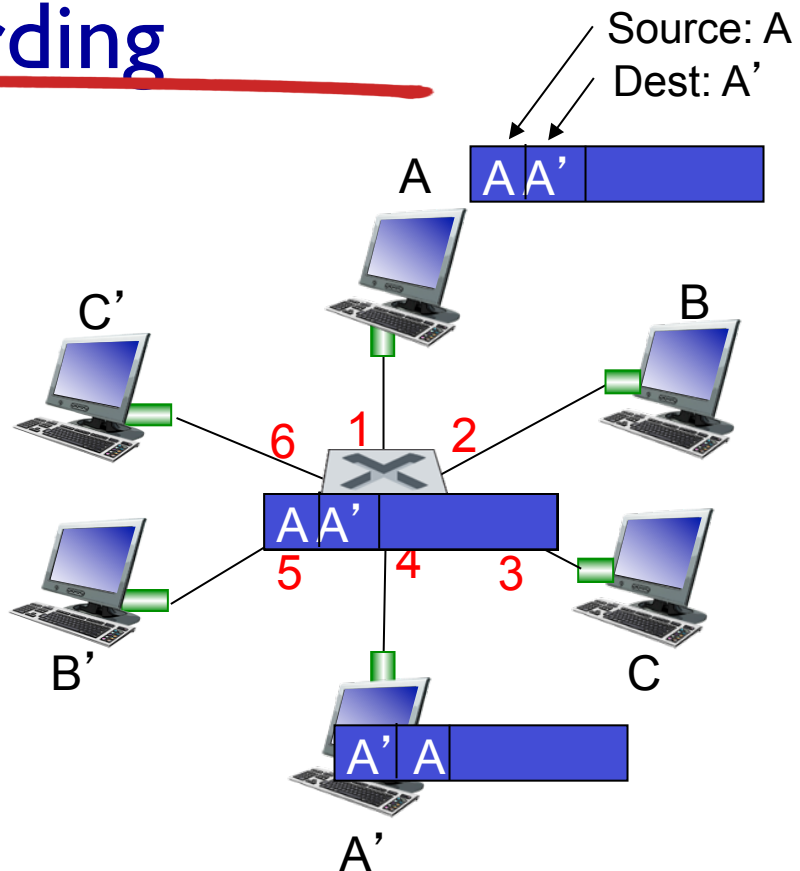 rding
Source: A
Dest: A’
A
A A’
C’
B
6
1
2
A A’
5
4
3
B’
C
A’ A
A’